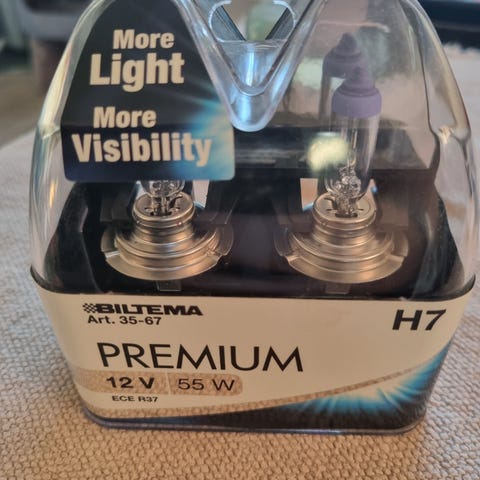 More
Light
More
Visibility
BILTEMA
Art. 35-67
H7
PREMIUM
12 V 55 W
ECE R37